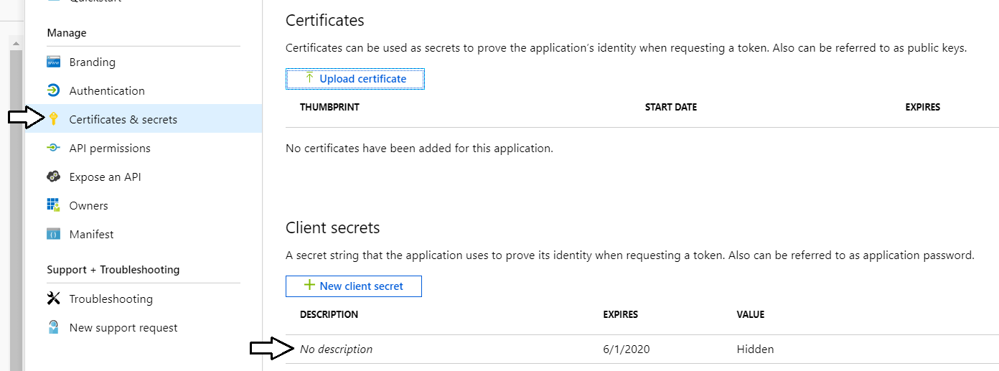 Quickstart
Manage
Branding
Authentication
Certificates & secrets
API permissions
Expose an API
Owners
Manifest
Support + Troubleshooting
Troubleshooting
New support request
Certificates
Certificates can be used as secrets to prove the application's identity when requesting a token. Also can be referred to as public keys.
Upload certificate
THUMBPRINT START DATE EXPIRES
No certificates have been added for this application.
Client secrets
A secret string that the application uses to prove its identity when requesting a token. Also can be referred to as application password.
New client secret
DESCRIPTION EXPIRES VALUE
No description 6/1/2020 Hidden